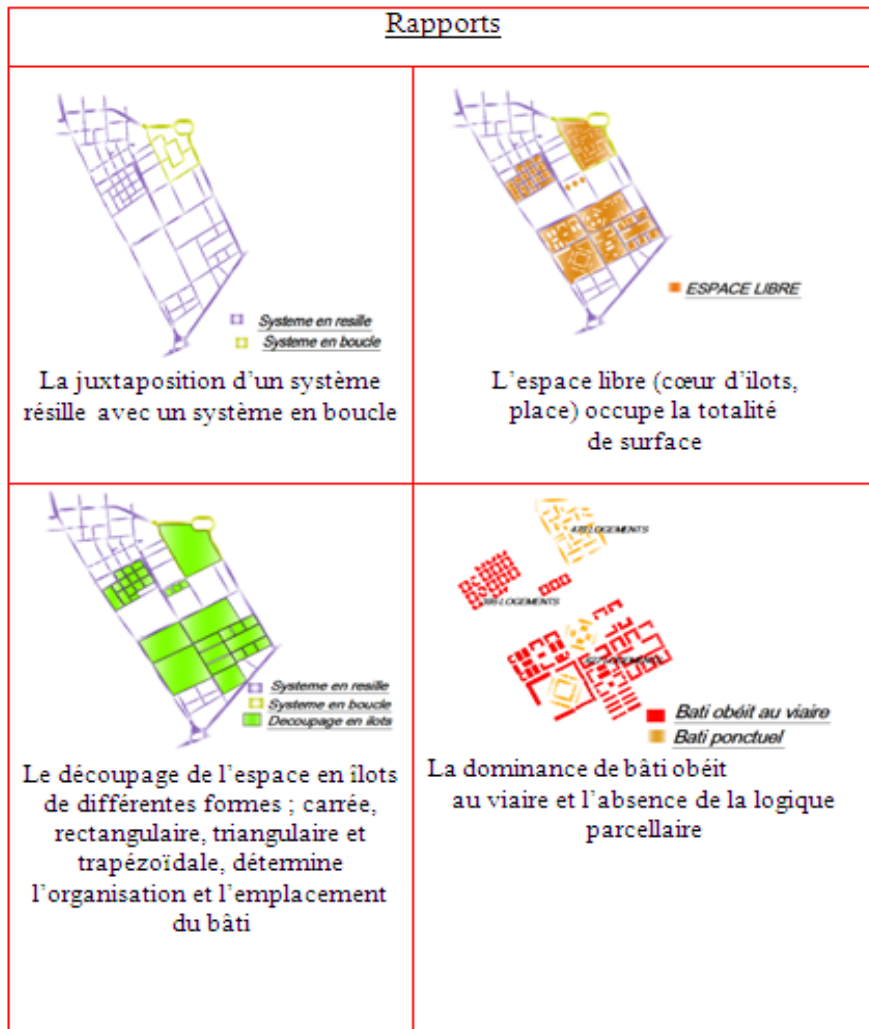 Rapports
Systeme en resille
Systeme en boucle
La juxtaposition d’un système
résille avec un système en boucle
ESPACE LIBRE
L’espace libre (cœur d’ilots,
place) occupe la totalité
de surface
Systeme en resille
Systeme en boucle
Decoupage en ilots
Le découpage de l’espace en îlots
de différentes formes ; carrée,
rectangulaire, triangulaire et
trapézoïdale, détermine
l’organisation et l’emplacement
du bâti
LOGEMENTS
LOGEMENTS
Bati obéit au viaire
Bati ponctuel
La dominance de bâti obéit
au viaire et l’absence de la logique
parcellaire